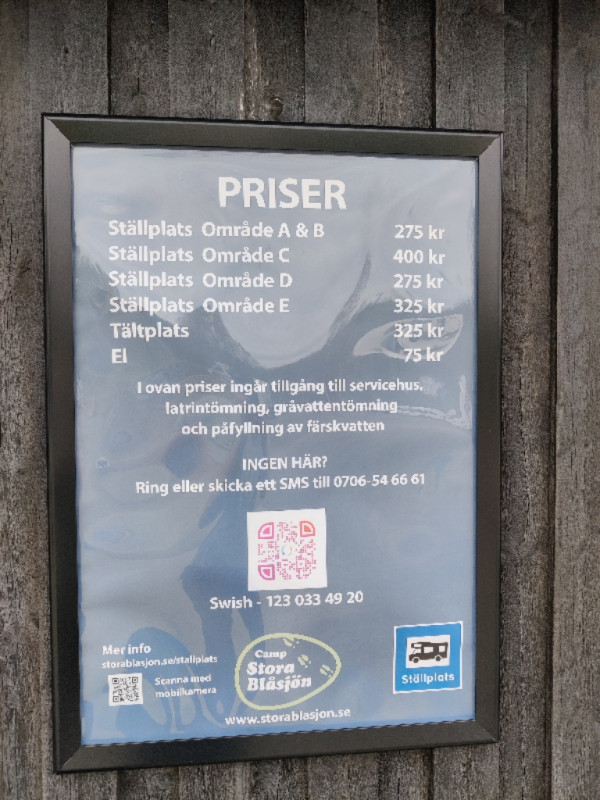 PRISER
Ställplats Område A & B 275 kr
Ställplats Område C 400 kr
Ställplats Område D 275 kr
Ställplats Område E 325 kr
Tältplats 325 kr
El 75 kr
I ovan priser ingår tillgång till servicehus,
latrintömning, gråvattentömning
och påfyllning av färskvatten
INGEN HÄR?
Ring eller skicka ett SMS till 0706-54 66 61
Swish - 123 033 49 20
Mer info
storablasjon.se/stallplats
Scanna med
mobilkamera
Camp
Stora
Blåsjön
Ställplats
www.storablasjon.se